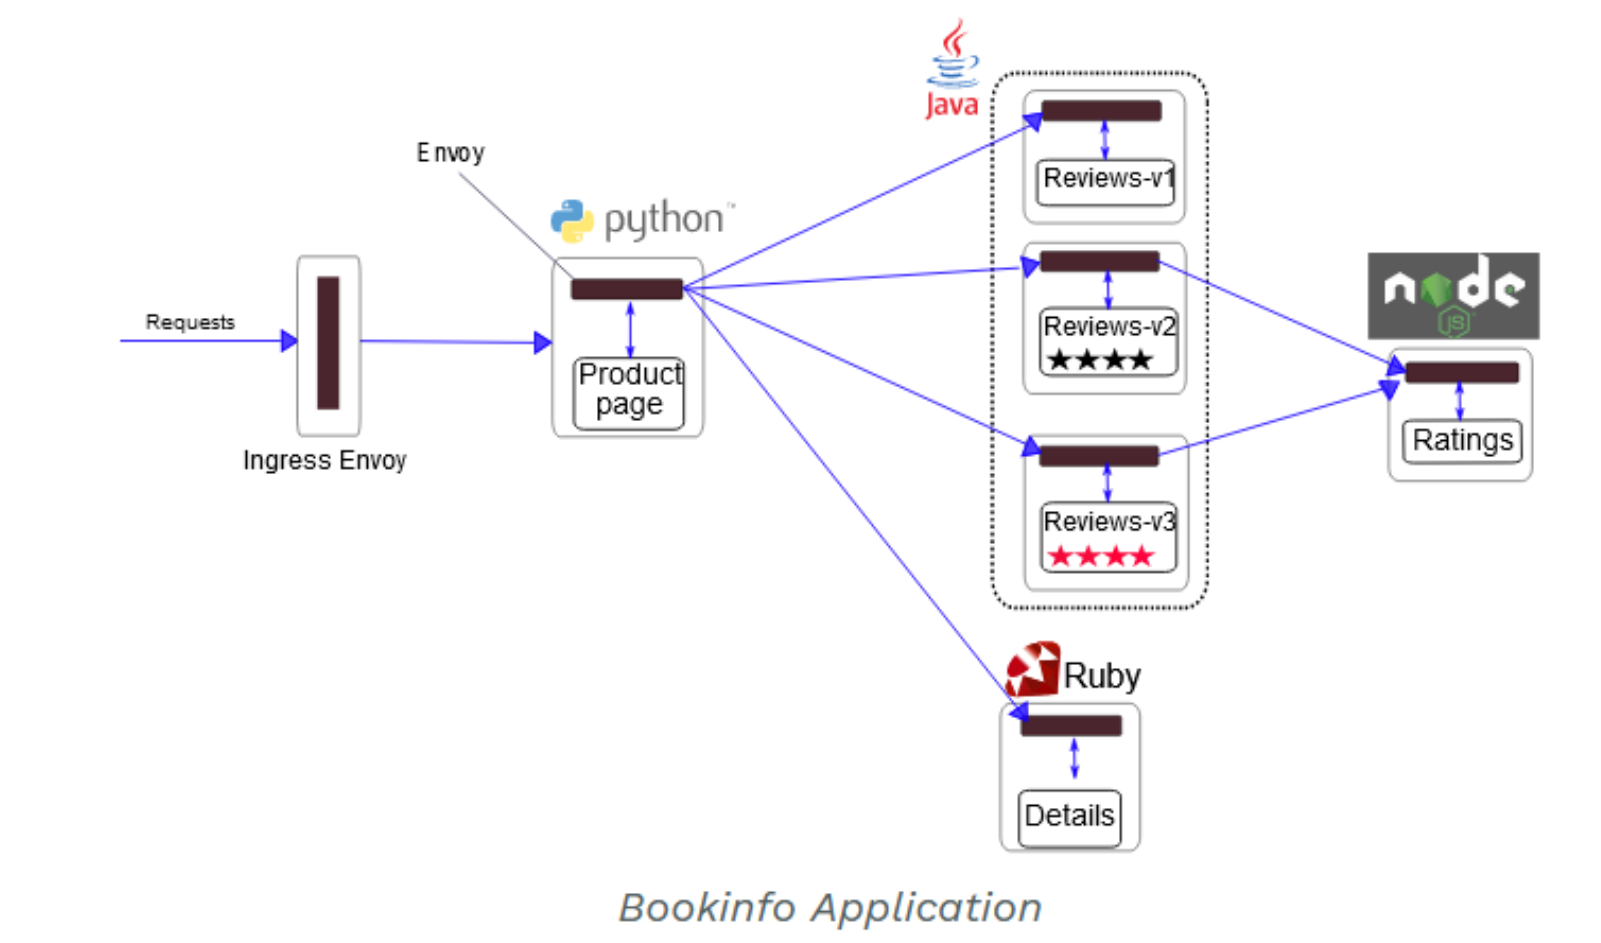 Java
Envoy
python™
Requests
Ingress Envoy
Product
page
Reviews-v1
Reviews-v2
Reviews-v3
node
JS
Ratings
Ruby
Details
Bookinfo Application